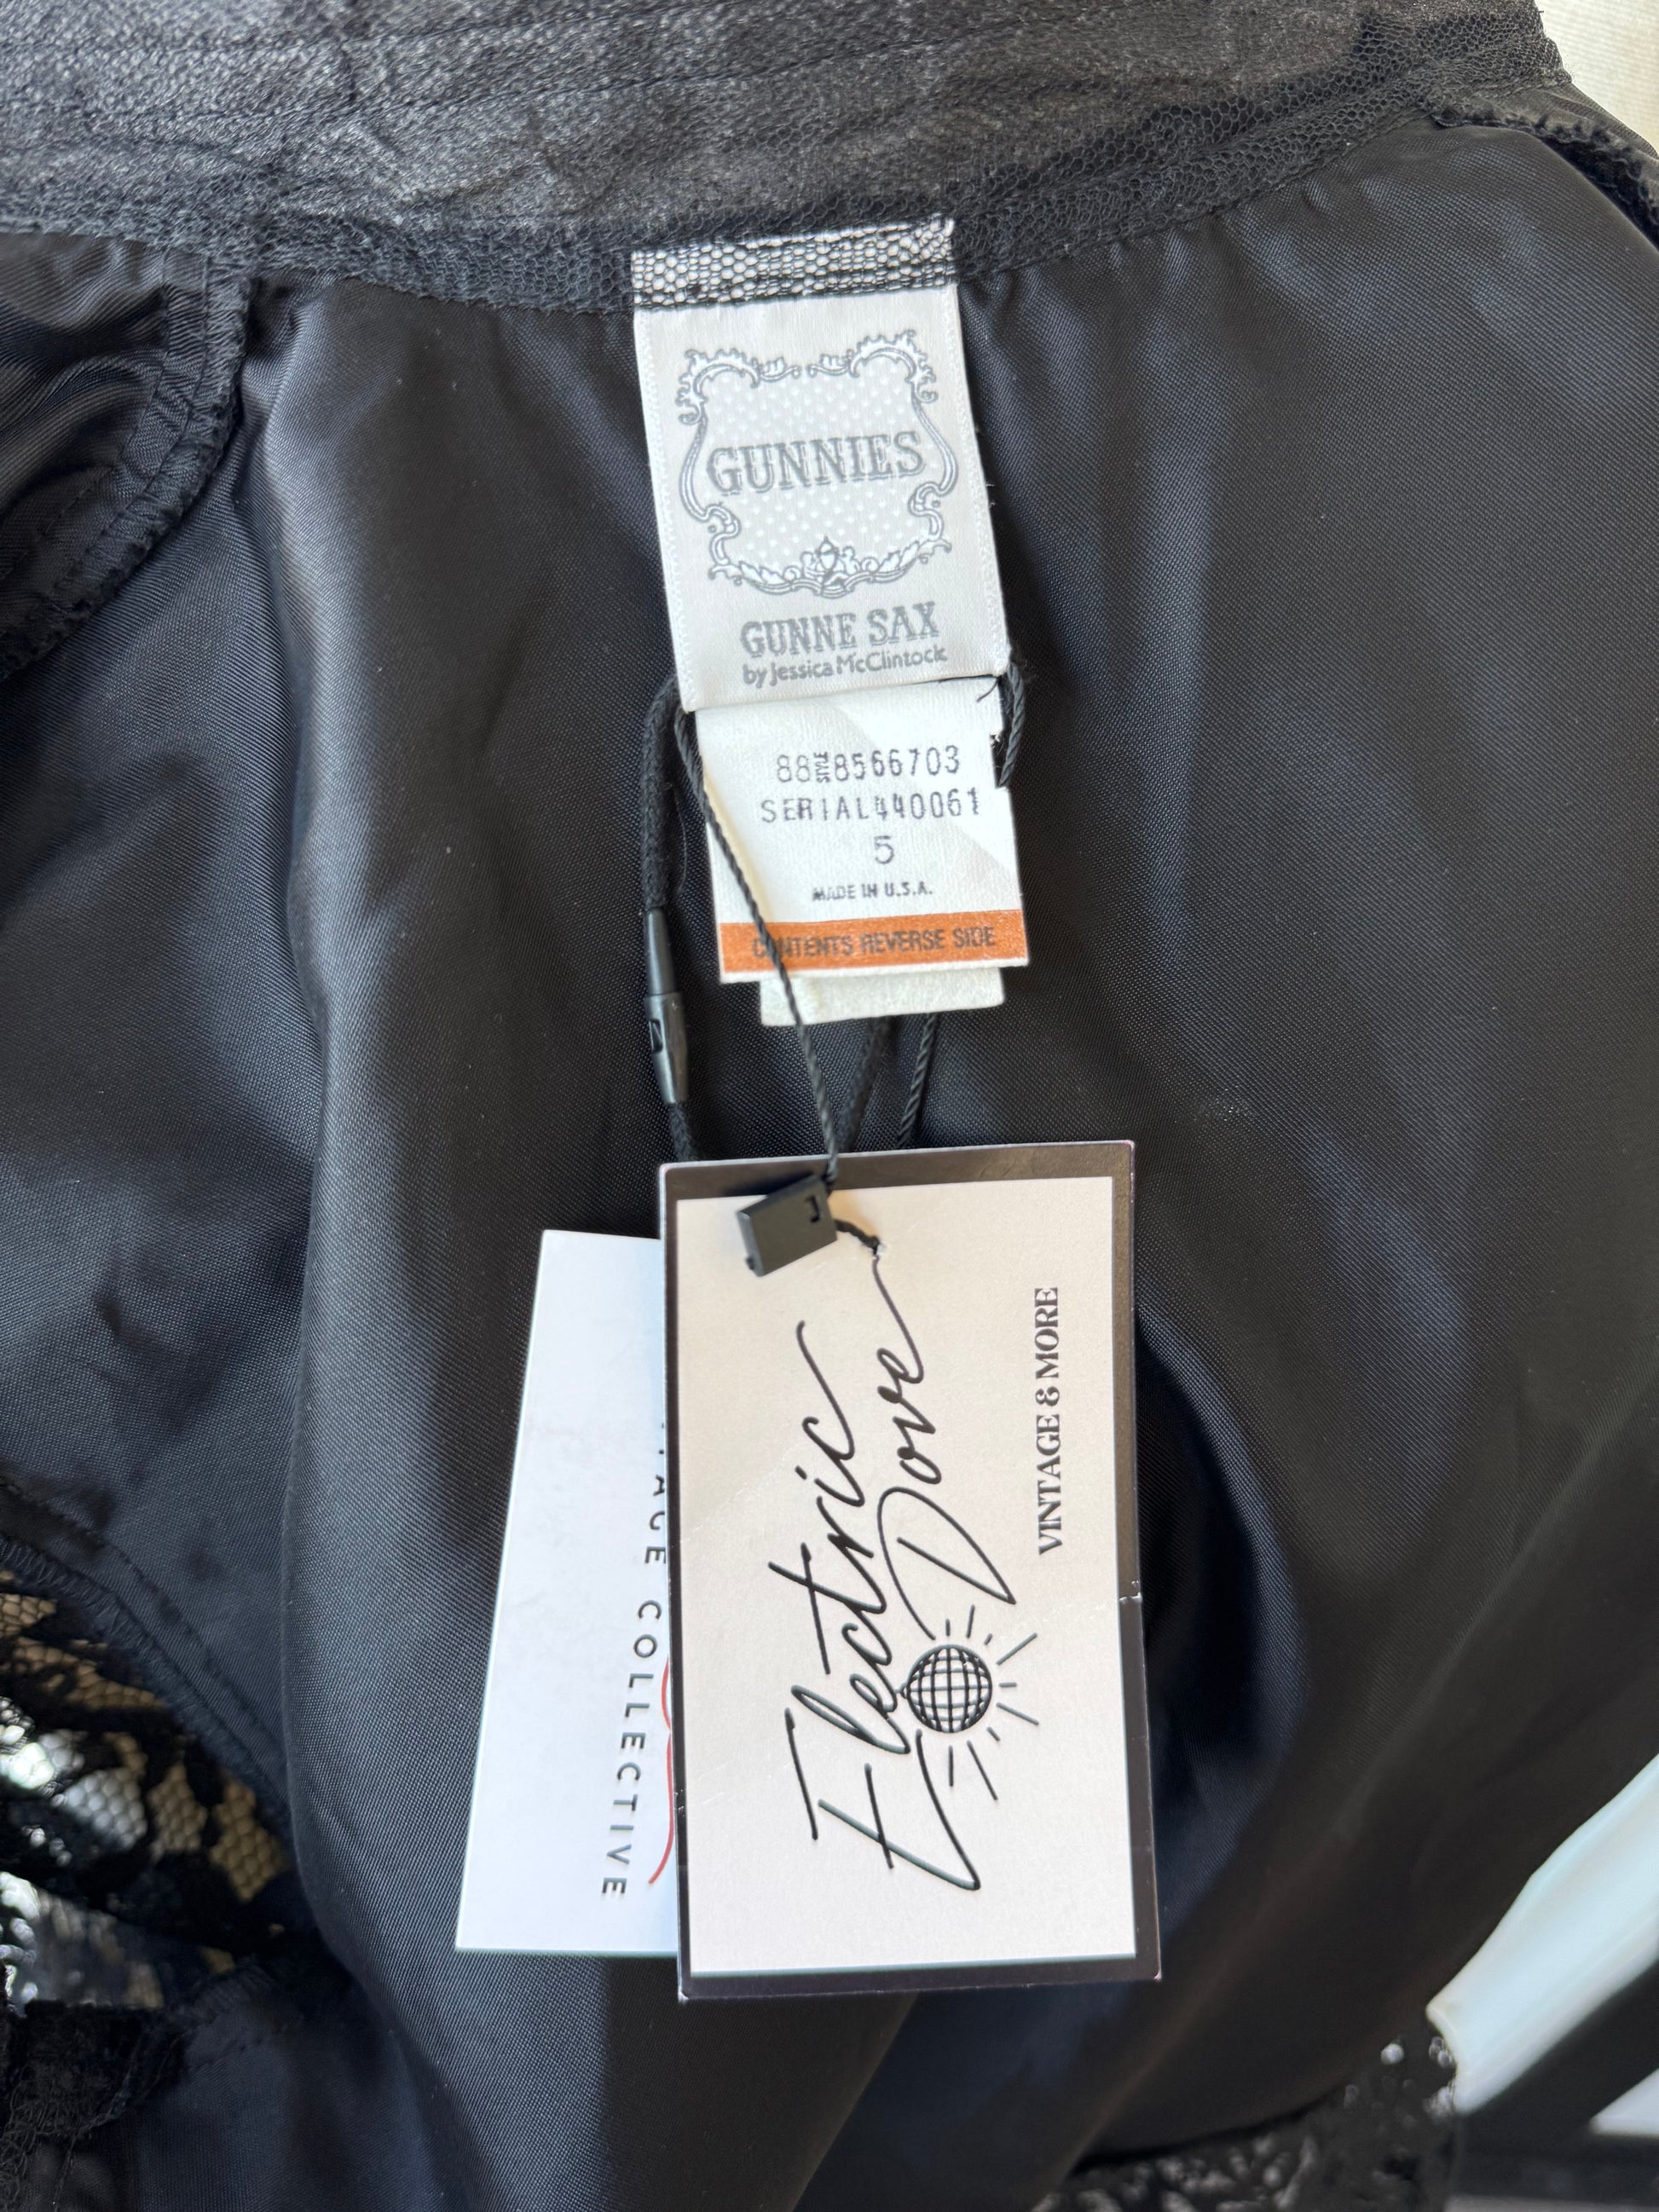 GUNNIES
GUNNE SAX
by Jessica McClintock
88 STYLE 8566703
SERIAL 440061
5
MADE IN U.S.A.
CONTENTS REVERSE SIDE
Electric
Dove
VINTAGE & MORE
COLLECTIVE